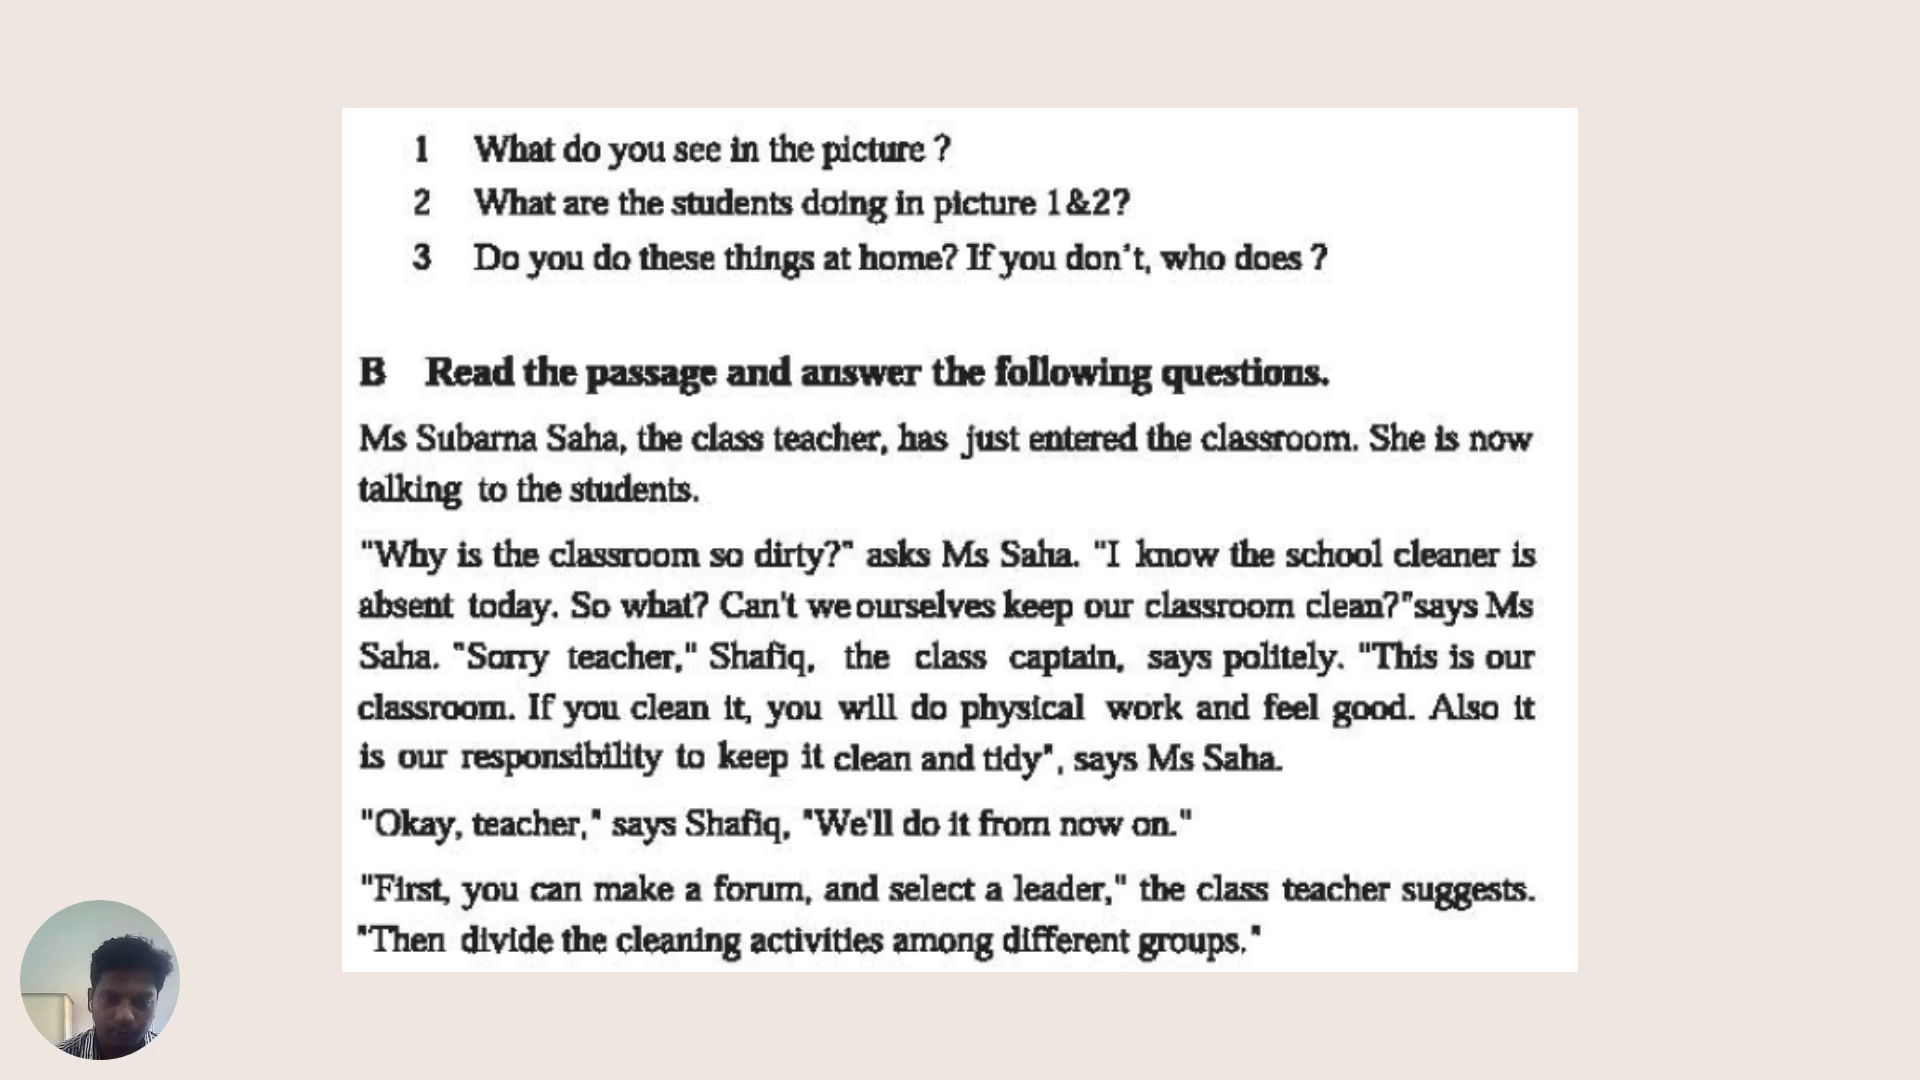 1 What do you see in the picture ?
2 What are the students doing in picture 1&2?
3 Do you do these things at home? If you don't, who does ?
B Read the passage and answer the following questions.
Ms Subarna Saha, the class teacher, has just entered the classroom. She is now
talking to the students.
"Why is the classroom so dirty?" asks Ms Saha. "I know the school cleaner is
absent today. So what? Can't we ourselves keep our classroom clean?"says Ms
Saha. "Sorry teacher," Shafiq, the class captain, says politely. "This is our
classroom. If you clean it, you will do physical work and feel good. Also it
is our responsibility to keep it clean and tidy", says Ms Saha.
"Okay, teacher," says Shafiq, "We'll do it from now on."
"First, you can make a forum, and select a leader," the class teacher suggests.
"Then divide the cleaning activities among different groups."